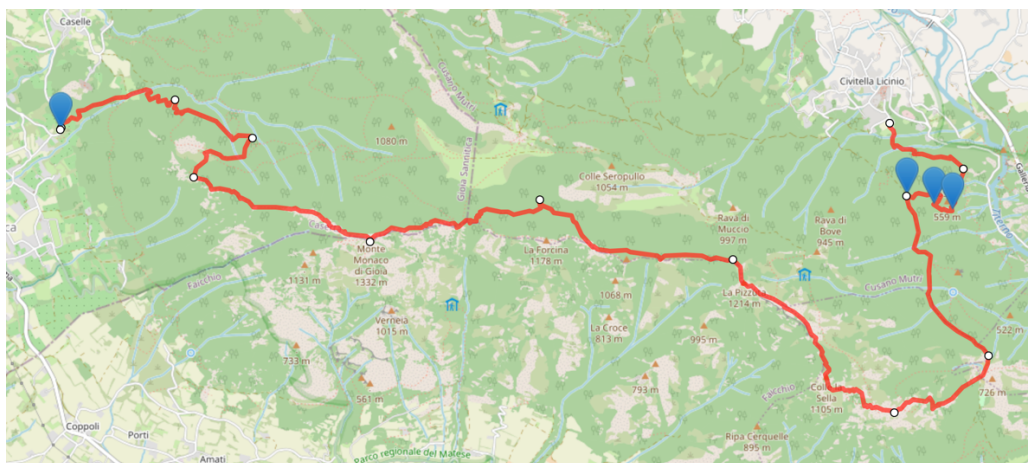 Caselle
Civitella Licinio
Cusano Mutri
1080 m
Gioia Sannitica
Colle Seropullo
1054 m
559 m
Rava di
Muccio
997 m
Rava di
Bove
945 m
Titerno
Monte
Monaco
di Gioia
1332 m
La Forcina
1178 m
Faicchio
1131 m
Cusano Mutri
La Pizzuta
1214 m
1068 m
Verneia
1015 m
La Croce
813 m
995 m
522 m
733 m
561 m
793 m
Faicchio
Sella
1105 m
726 m
Coppoli
Porti
Ripa Cerquelle
895 m
Amati
Parco regionale del Matese